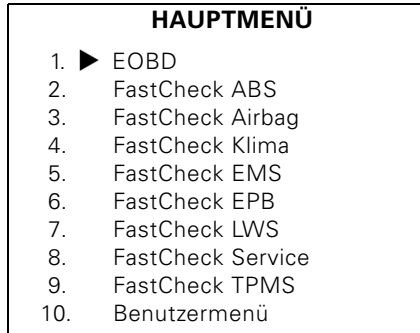 HAUPTMENÜ
1. ▶ EOBD
2. FastCheck ABS
3. FastCheck Airbag
4. FastCheck Klima
5. FastCheck EMS
6. FastCheck EPB
7. FastCheck LWS
8. FastCheck Service
9. FastCheck TPMS
10. Benutzermenü